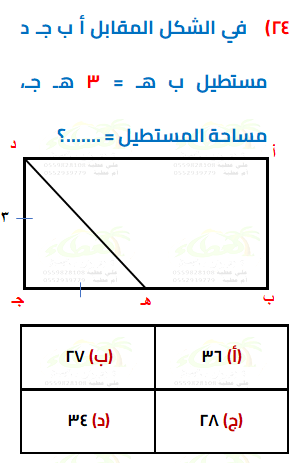 ٢٤) في الشكل المقابل أ ب جـ د
مستطيل ب هـ = ٣ هـ جـ،
مساحة المستطيل = .......؟
د
أ
٣
جـ
هـ
ب
(أ) ٣٦
(ب) ٢٧
(ج) ٢٨
(د) ٣٤